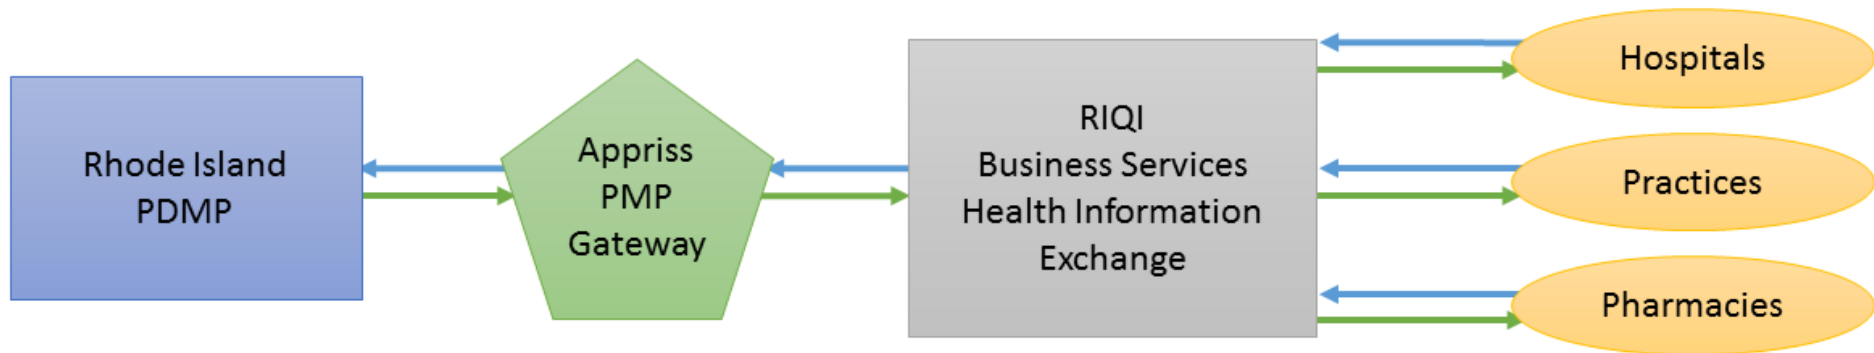 Rhode Island
PDMP
Appriss
PMP
Gateway
RIQI
Business Services
Health Information
Exchange
Hospitals
Practices
Pharmacies